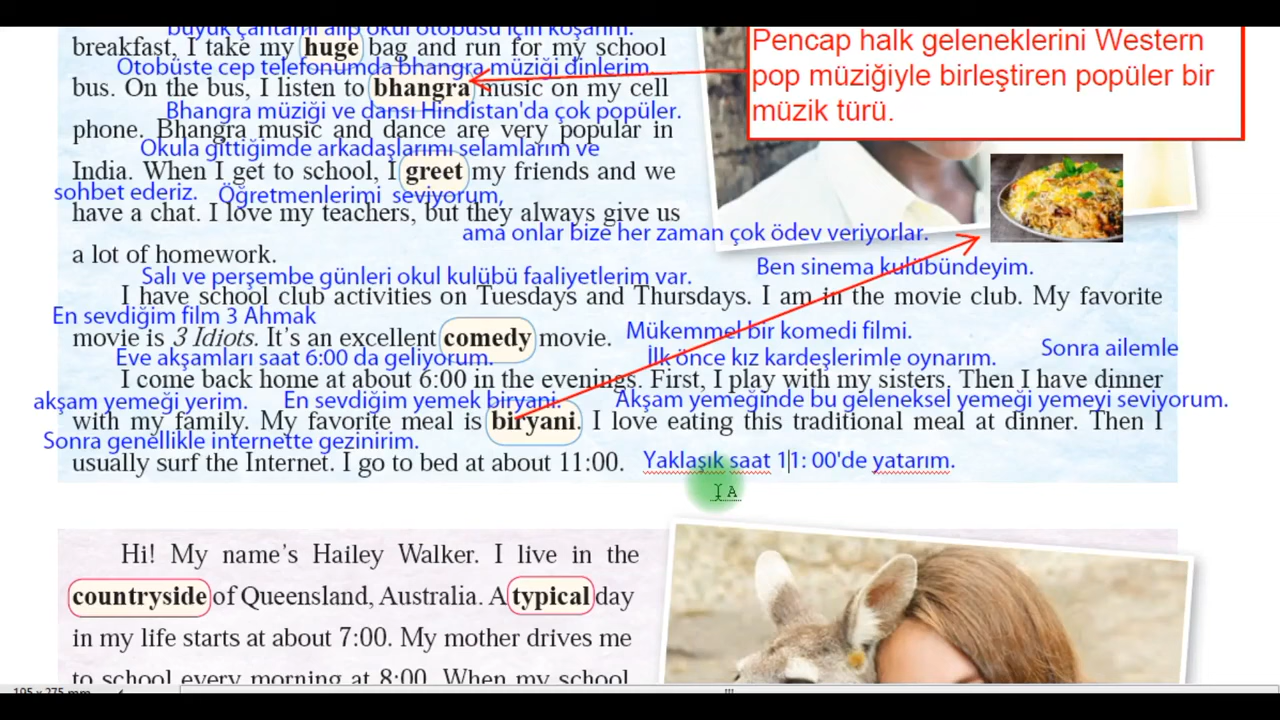 büyük çantamı alıp okul otobüsü için koşarım.
breakfast, I take my huge bag and run for my school
Otobüste cep telefonumda bhangra müziği dinlerim.
bus. On the bus, I listen to bhangra music on my cell
Bhangra müziği ve dansı Hindistan'da çok popüler.
phone. Bhangra music and dance are very popular in
Okula gittiğimde arkadaşlarımı selamlarım ve
India. When I get to school, I greet my friends and we
sohbet ederiz. Öğretmenlerimi seviyorum,
have a chat. I love my teachers, but they always give us
ama onlar bize her zaman çok ödev veriyorlar.
a lot of homework.
Pencap halk geleneklerini Western
pop müziğiyle birleştiren popüler bir
müzik türü.
Salı ve perşembe günleri okul kulübü faaliyetlerim var. Ben sinema kulübündeyim.
I have school club activities on Tuesdays and Thursdays. I am in the movie club. My favorite
En sevdiğim film 3 Ahmak
movie is 3 Idiots. It's an excellent comedy movie. Mükemmel bir komedi filmi.
Eve akşamları saat 6:00 da geliyorum. İlk önce kız kardeşlerimle oynarım. Sonra ailemle
I come back home at about 6:00 in the evenings. First, I play with my sisters. Then I have dinner
akşam yemeği yerim. En sevdiğim yemek biryani. Akşam yemeğinde bu geleneksel yemeği yemeyi seviyorum.
with my family. My favorite meal is biryani. I love eating this traditional meal at dinner. Then I
Sonra genellikle internette gezinirim.
usually surf the Internet. I go to bed at about 11:00. Yaklaşık saat 11: 00'de yatarım.
A
Hi! My name's Hailey Walker. I live in the
countryside of Queensland, Australia. A typical day
in my life starts at about 7:00. My mother drives me
to school every morning at 8:00. When my school
195 x 275 mm